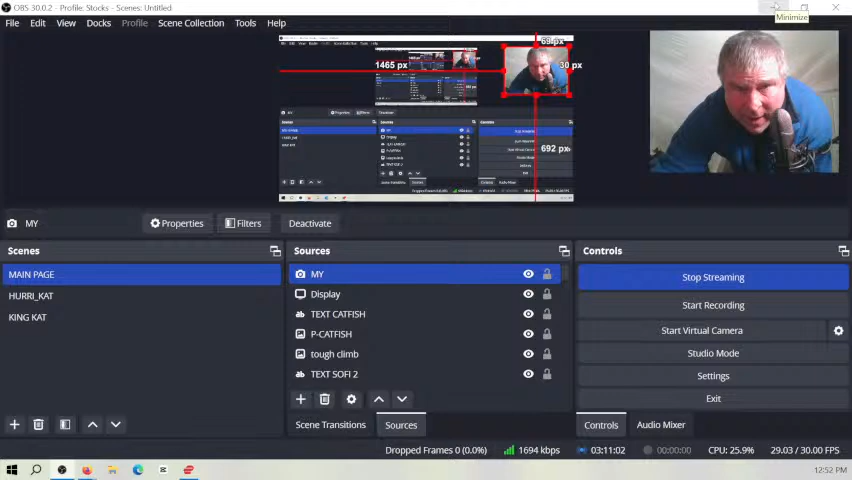 OBS 30.0.2 - Profile: Stocks - Scenes: Untitled
Minimize
File Edit View Docks Profile Scene Collection Tools Help
1465 px
69 px
30 px
692 px
MY Properties Filters Deactivate
Scenes
MAIN PAGE
HURRI_KAT
KING KAT
Sources
MY
Display
TEXT CATFISH
P-CATFISH
tough climb
TEXT SOFI 2
Scene Transitions Sources
Controls
Stop Streaming
Start Recording
Start Virtual Camera
Studio Mode
Settings
Exit
Controls Audio Mixer
Dropped Frames 0 (0.0%) 1694 kbps 03:11:02 00:00:00 CPU: 25.9% 29.03 / 30.00 FPS
12:52 PM